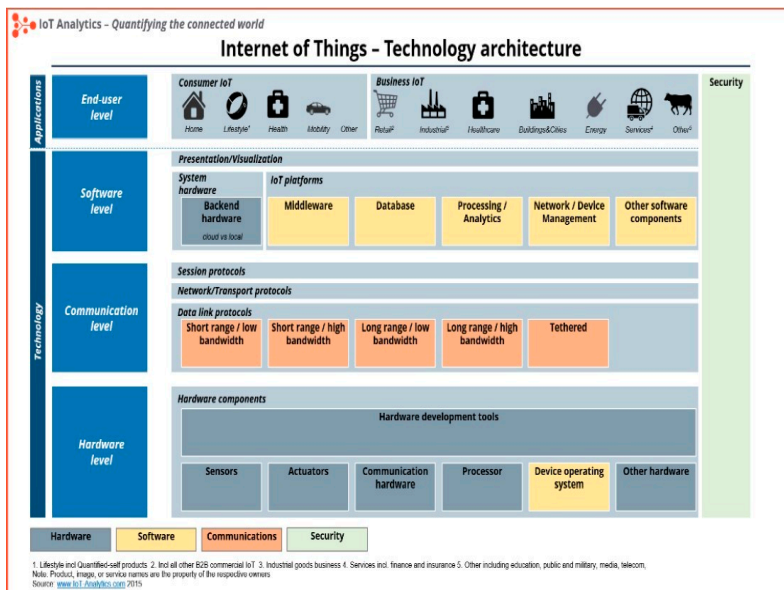 IoT Analytics – Quantifying the connected world
Internet of Things – Technology architecture
Applications
End-user
level
Consumer IoT
Home
Lifestyle¹
Health
Mobility
Other
Business IoT
Retail²
Industrial³
Healthcare
Buildings&Cities
Energy
Services⁴
Other⁵
Security
Technology
Software
level
Presentation/Visualization
System
hardware
Backend
hardware
cloud vs local
IoT platforms
Middleware
Database
Processing /
Analytics
Network / Device
Management
Other software
components
Communication
level
Session protocols
Network/Transport protocols
Data link protocols
Short range / low
bandwidth
Short range / high
bandwidth
Long range / low
bandwidth
Long range / high
bandwidth
Tethered
Hardware
level
Hardware components
Hardware development tools
Sensors
Actuators
Communication
hardware
Processor
Device operating
system
Other hardware
Hardware
Software
Communications
Security
1. Lifestyle incl Quantified-self products 2. Incl all other B2B commercial IoT 3. Industrial goods business 4. Services incl. finance and insurance 5. Other including education, public and military, media, telecom,
Note: Product, image, or service names are the property of the respective owners
Source: www.IoT-Analytics.com 2015